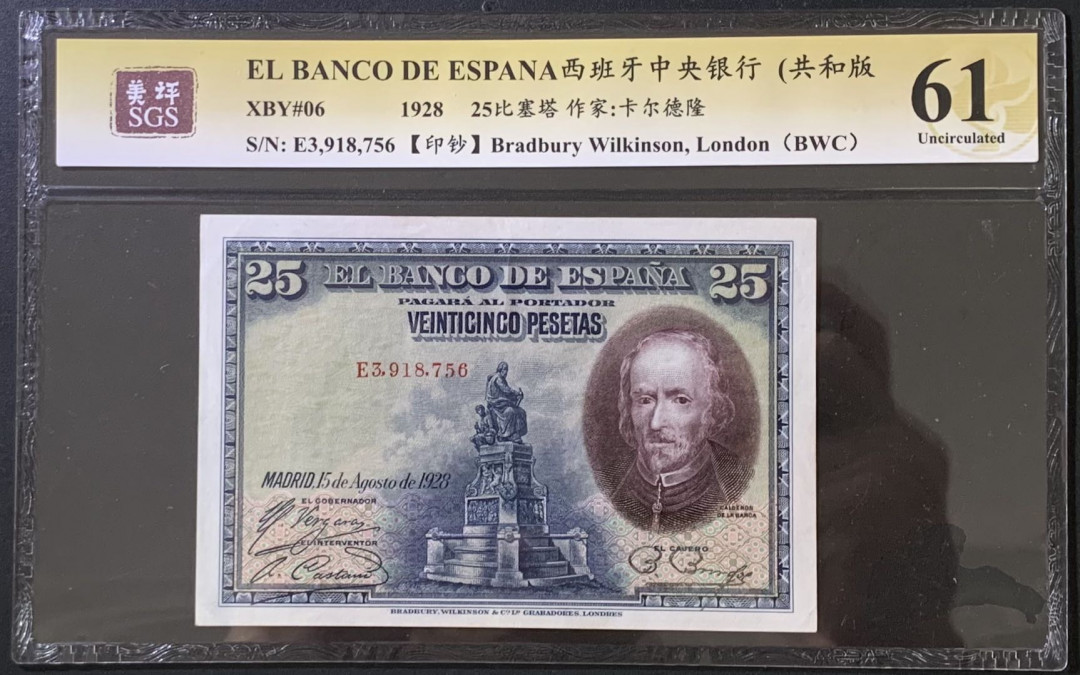 美评
SGS
EL BANCO DE ESPANA西班牙中央银行 (共和版
XBY#06 1928 25比塞塔 作家:卡尔德隆
S/N: E3,918,756 【印钞】Bradbury Wilkinson, London（BWC）
61
Uncirculated
25 EL BANCO DE ESPAÑA 25
PAGARÁ AL PORTADOR
VEINTICINCO PESETAS
E3.918.756
MADRID, 15 de Agosto de 1928
EL GOBERNADOR
EL INTERVENTOR
CALDERÓN
DE LA BARCA
EL CAJERO
BRADBURY, WILKINSON & Cº Lᴰ GRABADORES, LONDRES